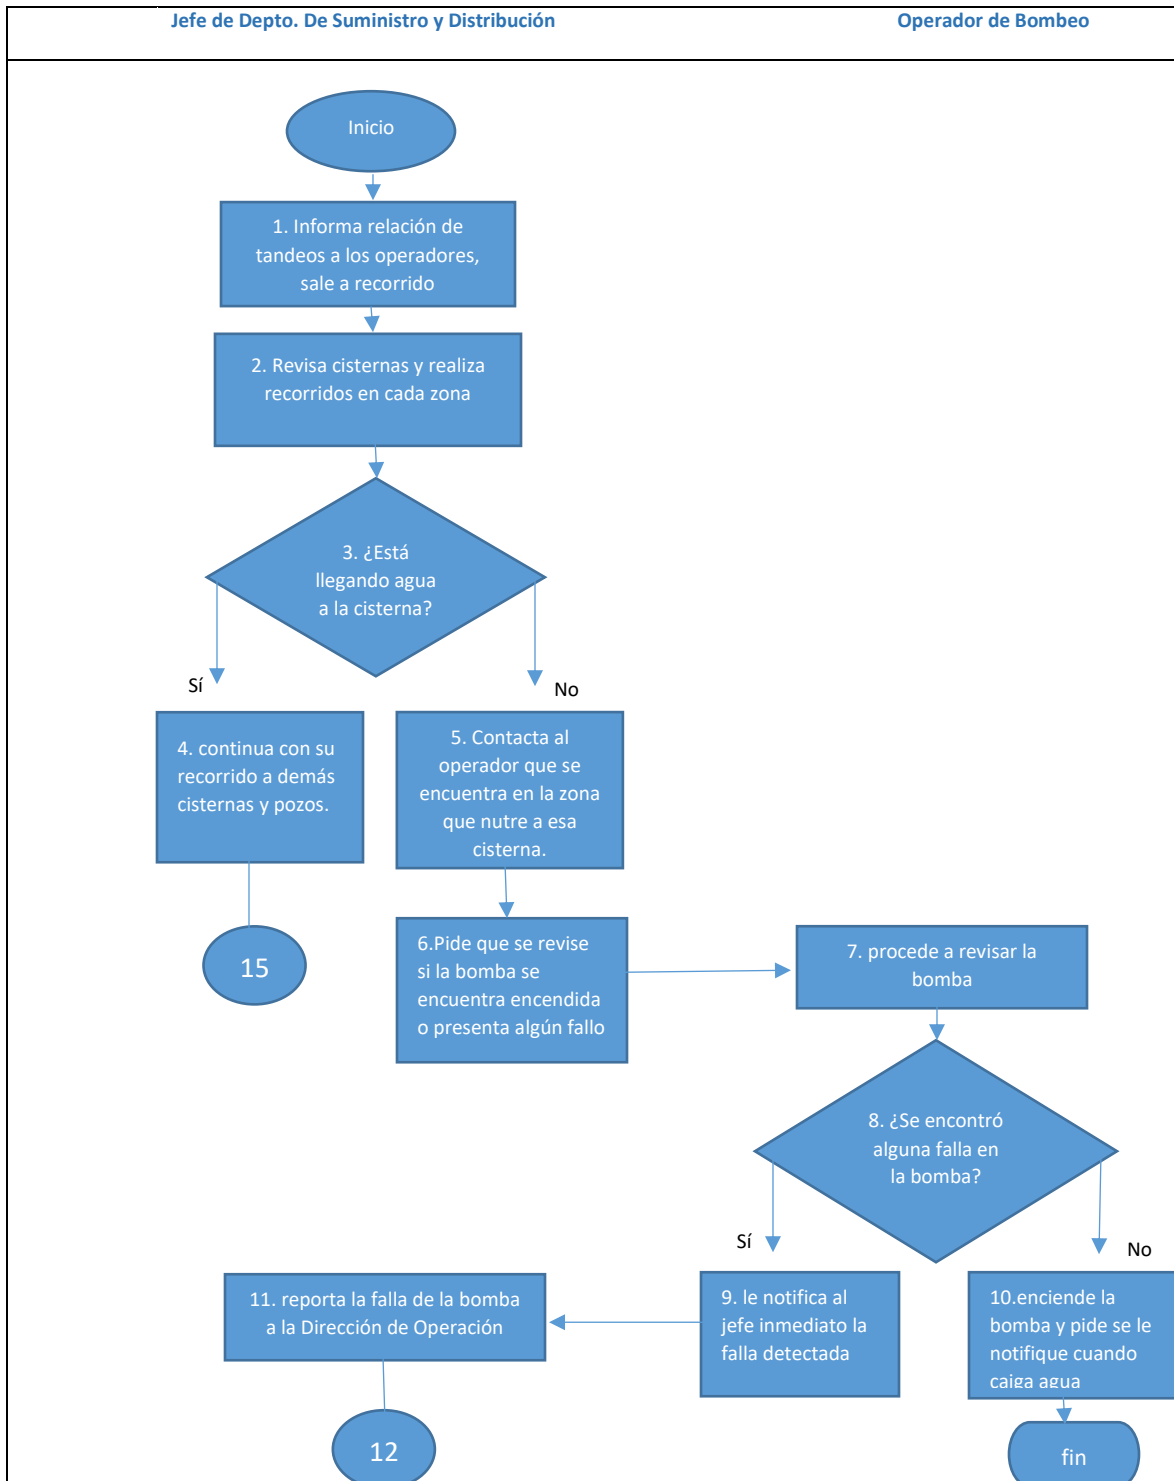 Jefe de Depto. De Suministro y Distribución
Operador de Bombeo
Inicio
1. Informa relación de
tandeos a los operadores,
sale a recorrido
2. Revisa cisternas y realiza
recorridos en cada zona
3. ¿Está
llegando agua
a la cisterna?
Sí
No
4. continua con su
recorrido a demás
cisternas y pozos.
5. Contacta al
operador que se
encuentra en la zona
que nutre a esa
cisterna.
15
6.Pide que se revise
si la bomba se
encuentra encendida
o presenta algún fallo
7. procede a revisar la
bomba
8. ¿Se encontró
alguna falla en
la bomba?
Sí
No
9. le notifica al
jefe inmediato la
falla detectada
10.enciende la
bomba y pide se le
notifique cuando
caiga agua
11. reporta la falla de la bomba
a la Dirección de Operación
12
fin